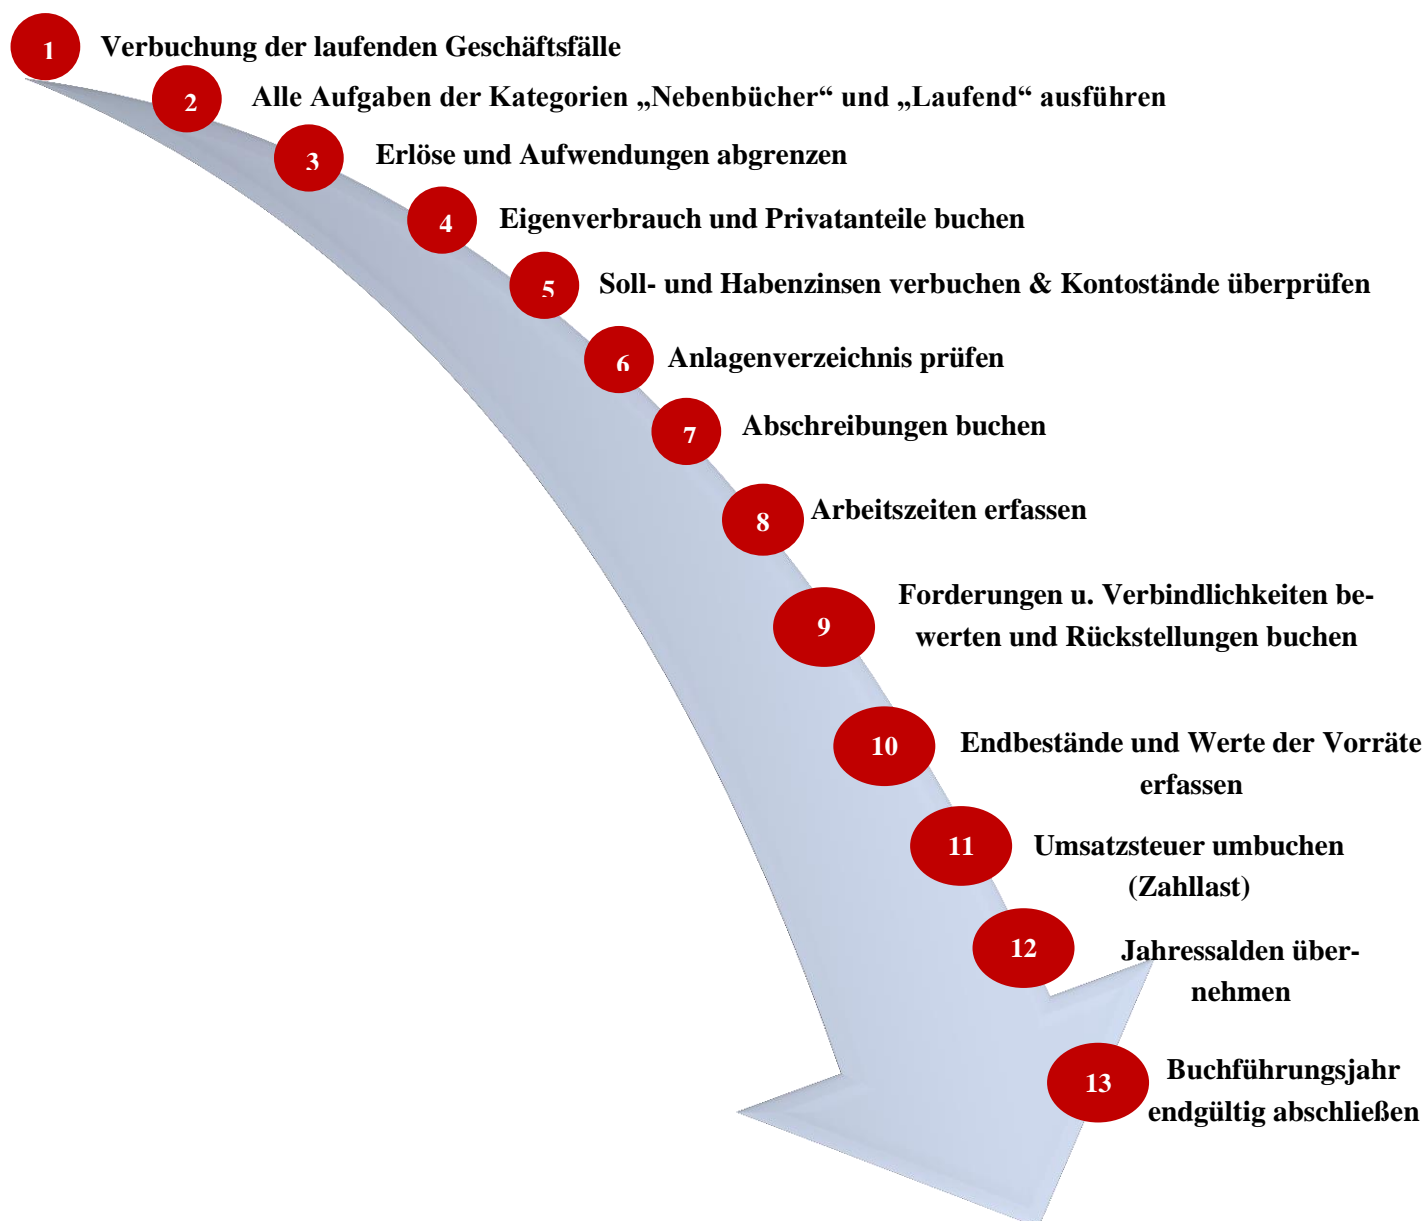 1 Verbuchung der laufenden Geschäftsfälle
2 Alle Aufgaben der Kategorien „Nebenbücher“ und „Laufend“ ausführen
3 Erlöse und Aufwendungen abgrenzen
4 Eigenverbrauch und Privatanteile buchen
5 Soll- und Habenzinsen verbuchen & Kontostände überprüfen
6 Anlagenverzeichnis prüfen
7 Abschreibungen buchen
8 Arbeitszeiten erfassen
9 Forderungen u. Verbindlichkeiten be-
werten und Rückstellungen buchen
10 Endbestände und Werte der Vorräte
erfassen
11 Umsatzsteuer umbuchen
(Zahllast)
12 Jahressalden über-
nehmen
13 Buchführungsjahr
endgültig abschließen